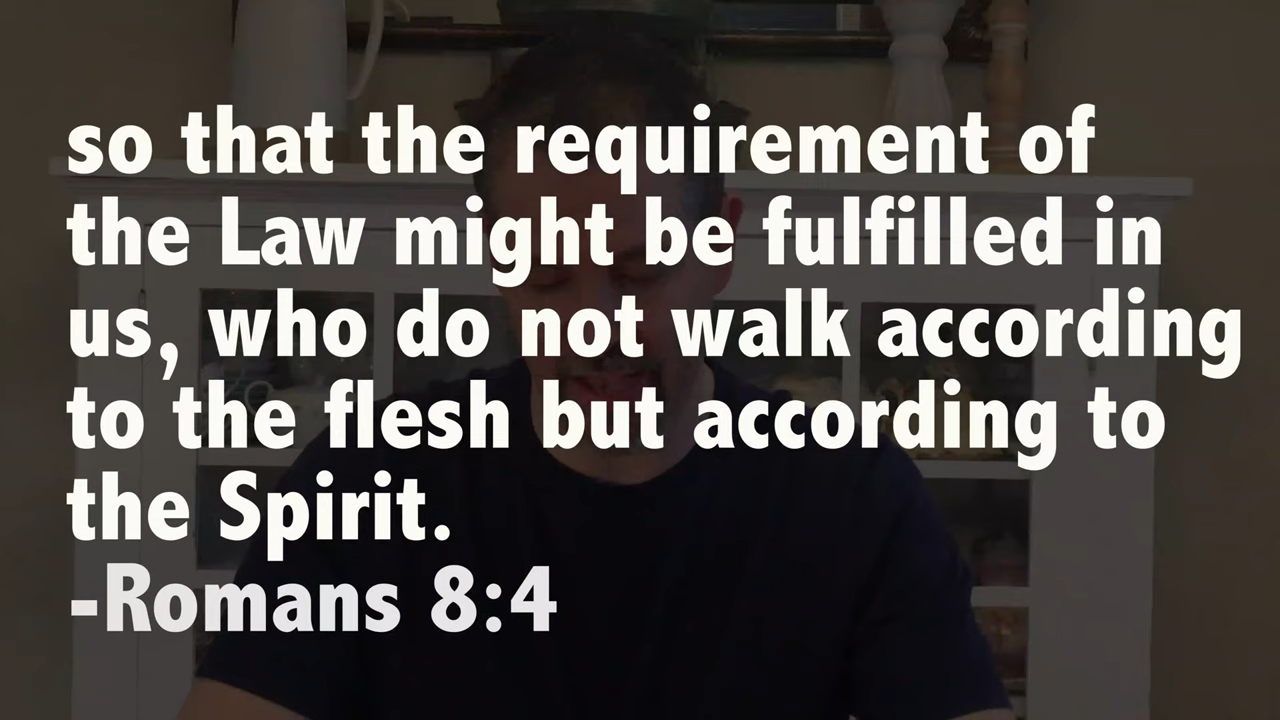 so that the requirement of
the Law might be fulfilled in
us, who do not walk according
to the flesh but according to
the Spirit.
-Romans 8:4